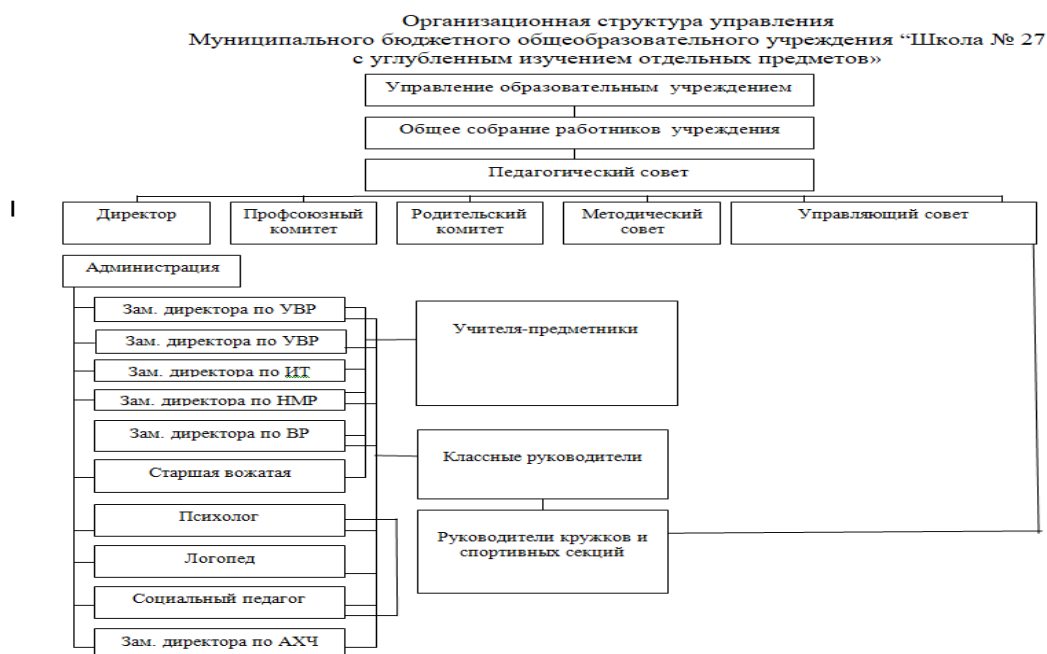 Организационная структура управления
Муниципального бюджетного общеобразовательного учреждения “Школа № 27
с углубленным изучением отдельных предметов»
Управление образовательным учреждением
Общее собрание работников учреждения
Педагогический совет
Директор
Профсоюзный
комитет
Родительский
комитет
Методический
совет
Управляющий совет
Администрация
Зам. директора по УВР
Зам. директора по УВР
Зам. директора по ИТ
Зам. директора по НМР
Зам. директора по ВР
Старшая вожатая
Психолог
Логопед
Социальный педагог
Зам. директора по АХЧ
Учителя-предметники
Классные руководители
Руководители кружков и
спортивных секций